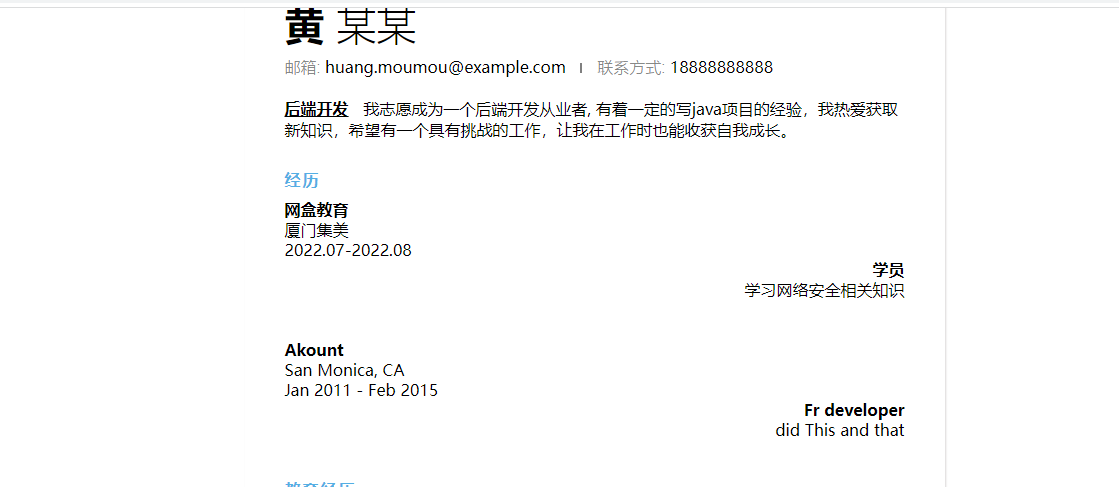 黄 某某
邮箱: huang.moumou@example.com | 联系方式: 18888888888
后端开发 我志愿成为一个后端开发从业者, 有着一定的写java项目的经验，我热爱获取
新知识，希望有一个具有挑战的工作，让我在工作时也能收获自我成长。
经历
网盒教育
厦门集美
2022.07-2022.08
学员
学习网络安全相关知识
Akount
San Monica, CA
Jan 2011 - Feb 2015
Fr developer
did This and that
教育经历